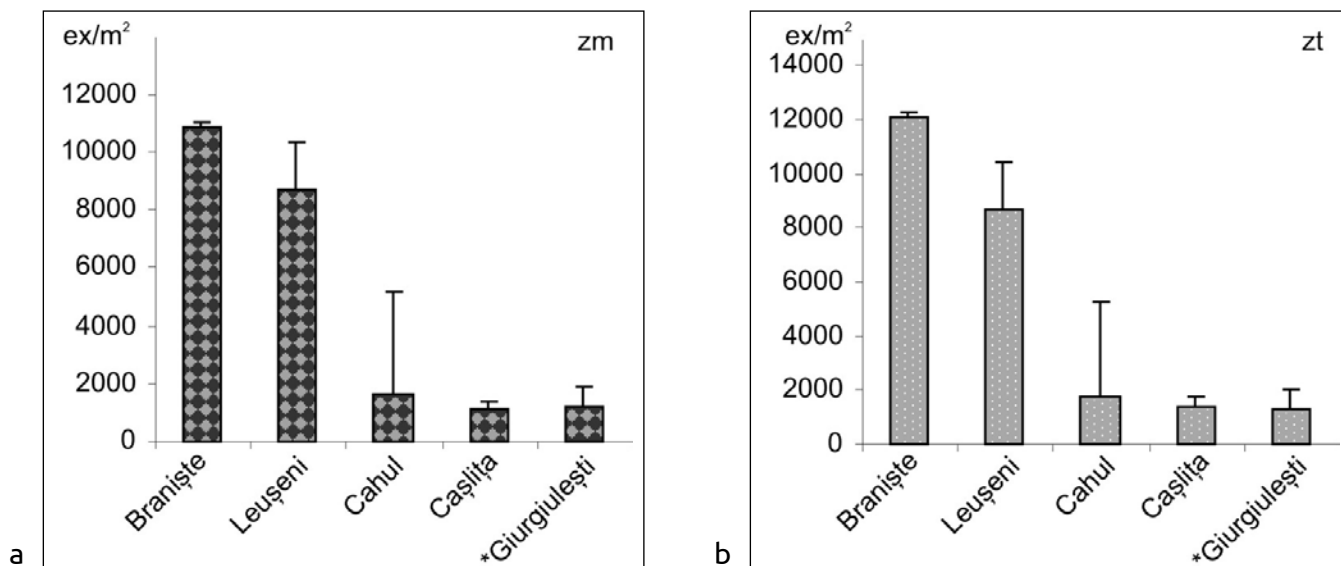 ex/m²
zm
12000
10000
8000
6000
4000
2000
0
Braniște
Leușeni
Cahul
Cașlița
*Giurgiulești
a
ex/m²
zt
14000
12000
10000
8000
6000
4000
2000
0
Braniște
Leușeni
Cahul
Cașlița
*Giurgiulești
b